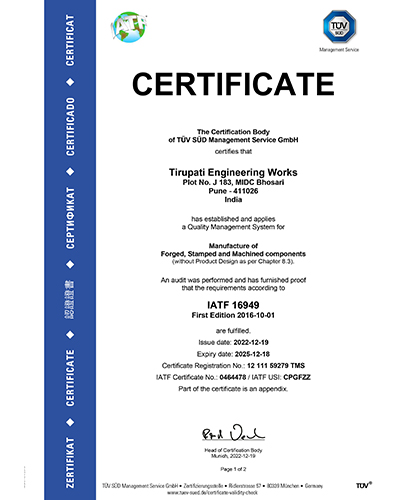 TÜV
SÜD
Management Service
CERTIFICATE
The Certification Body
of TÜV SÜD Management Service GmbH
certifies that
Tirupati Engineering Works
Plot No. J 183, MIDC Bhosari
Pune - 411026
India
has established and applies
a Quality Management System for
Manufacture of
Forged, Stamped and Machined components
(without Product Design as per Chapter 8.3).
An audit was performed and has furnished proof
that the requirements according to
IATF 16949
First Edition 2016-10-01
are fulfilled.
Issue date: 2022-12-19
Expiry date: 2025-12-18
Certificate Registration No.: 12 111 59279 TMS
IATF Certificate No.: 0464478 / IATF USI: CPGFZZ
Part of the certificate is an appendix.
Head of Certification Body
Munich, 2022-12-19
Page 1 of 2
TÜV SÜD Management Service GmbH • Zertifizierungsstelle • Ridlerstrasse 57 • 80339 München • Germany
www.tuev-sued.de/certificate-validity-check
TÜV®
ZERTIFIKAT ◆ CERTIFICATE ◆ 認證證書 ◆ СЕРТИФИКАТ ◆ CERTIFICADO ◆ CERTIFICAT